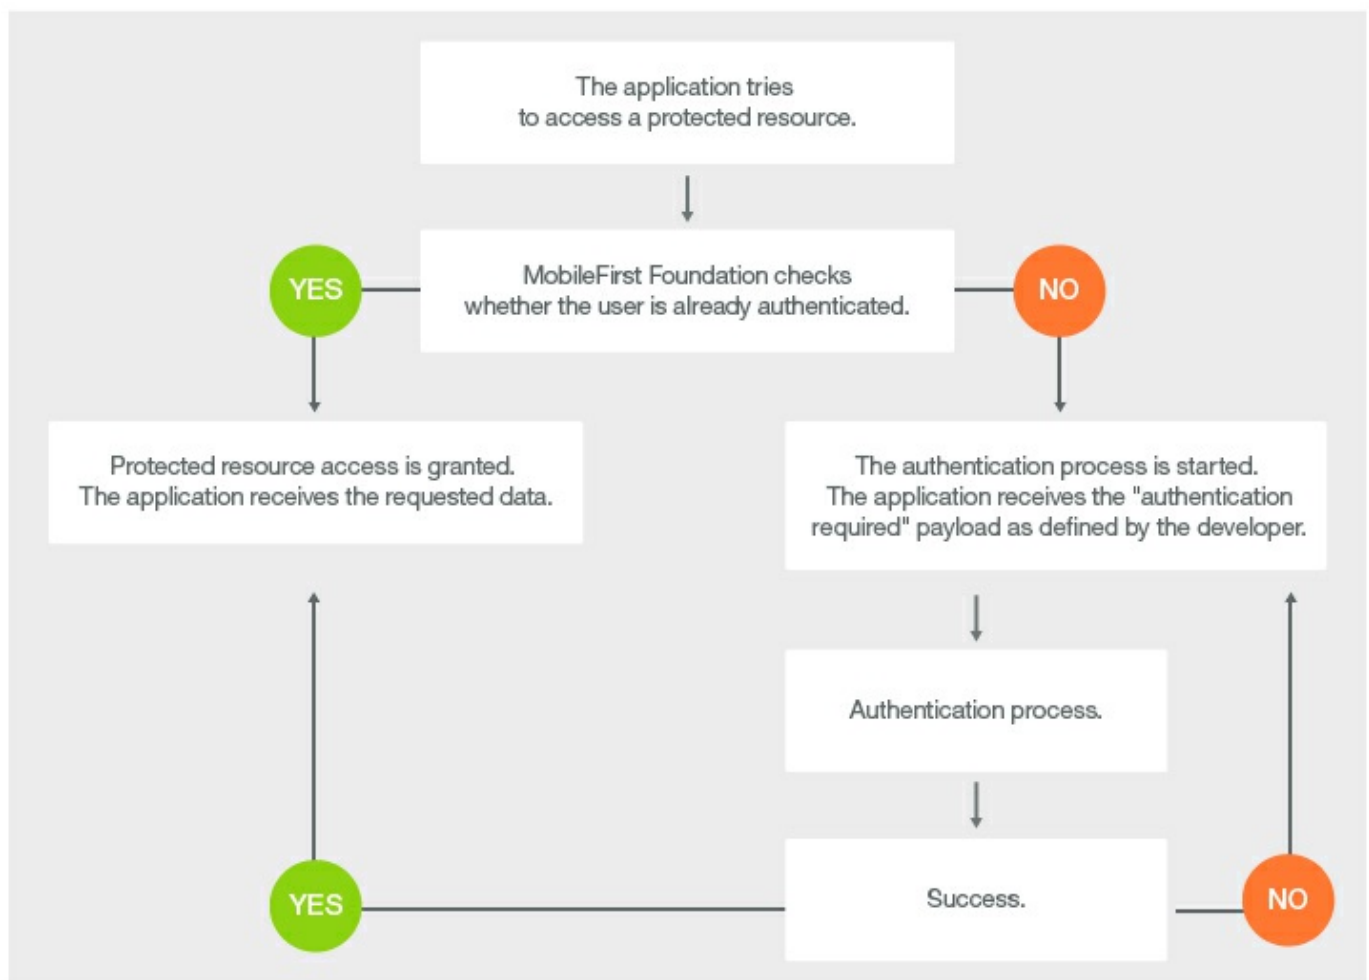 The application tries
to access a protected resource.
YES
MobileFirst Foundation checks
whether the user is already authenticated.
NO
Protected resource access is granted.
The application receives the requested data.
The authentication process is started.
The application receives the "authentication
required" payload as defined by the developer.
Authentication process.
YES
Success.
NO